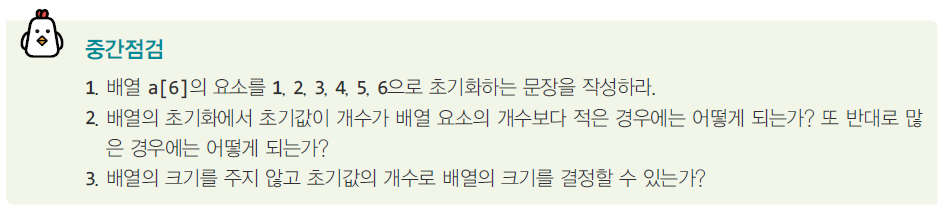 중간점검
1. 배열 a[6]의 요소를 1, 2, 3, 4, 5, 6으로 초기화하는 문장을 작성하라.
2. 배열의 초기화에서 초기값이 개수가 배열 요소의 개수보다 적은 경우에는 어떻게 되는가? 또 반대로 많
은 경우에는 어떻게 되는가?
3. 배열의 크기를 주지 않고 초기값의 개수로 배열의 크기를 결정할 수 있는가?